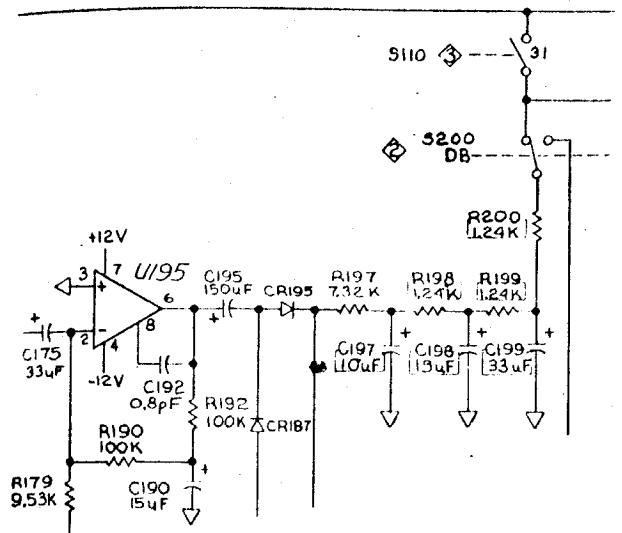 S110
3
31
2
S200
DB
R200
1.24K
+12V
U195
3
+
7
6
2
-
8
4
-12V
+
C175
33uF
C195
150uF
+
CR195
R197
7.32K
R198
1.24K
R199
1.24K
+
C197
10uF
+
C198
15uF
+
C199
33uF
C192
0.8pF
R192
100K
CR187
R190
100K
R179
9.53K
+
C190
15uF